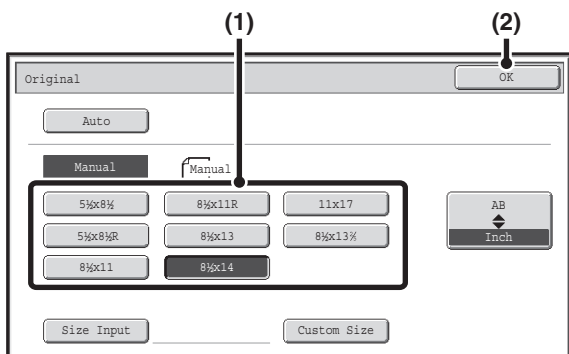 (1) (2)
Original OK
Auto
Manual Manual
5½x8½ 8½x11R 11x17 AB
5½x8½R 8½x13 8½x13⅖ Inch
8½x11 8½x14
Size Input Custom Size